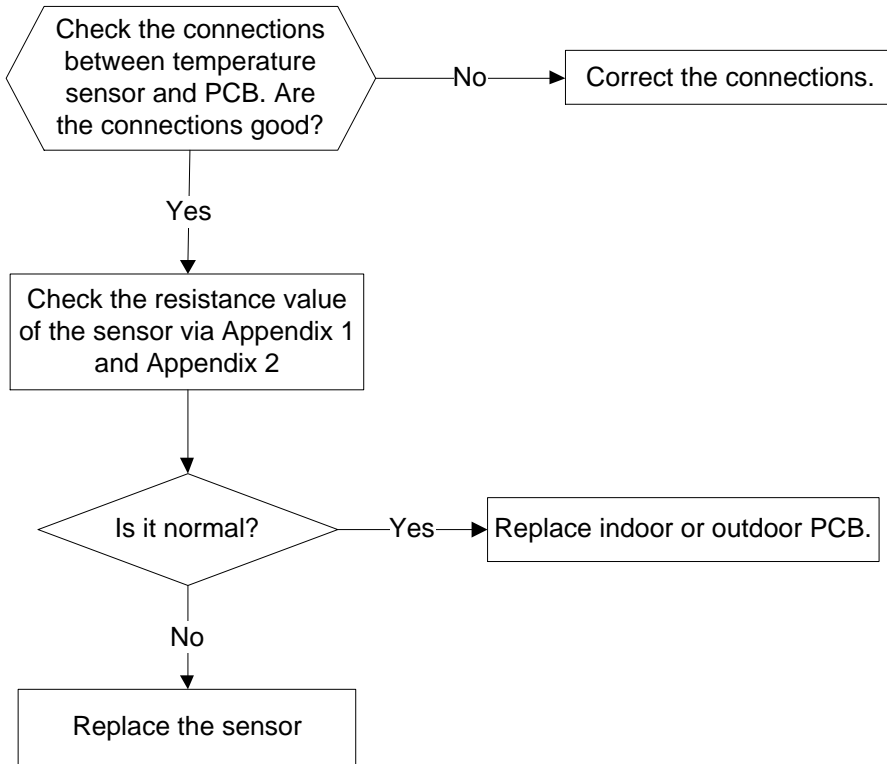 Check the connections
between temperature
sensor and PCB. Are
the connections good?
No
Correct the connections.
Yes
Check the resistance value
of the sensor via Appendix 1
and Appendix 2
Is it normal?
Yes
Replace indoor or outdoor PCB.
No
Replace the sensor